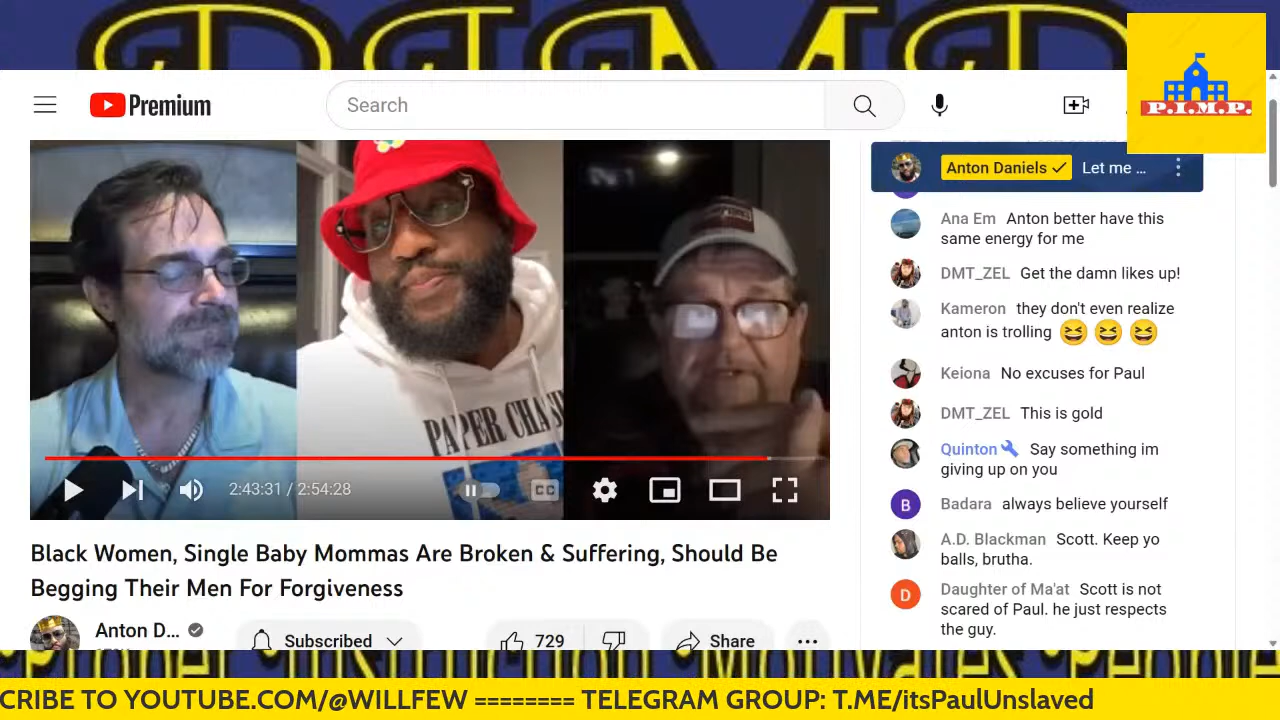 P.I.M.P.
Premium
Search
P.I.M.P.
Anton Daniels Let me ...
Ana Em Anton better have this
same energy for me
DMT_ZEL Get the damn likes up!
Kameron they don't even realize
anton is trolling
Keiona No excuses for Paul
DMT_ZEL This is gold
Quinton Say something im
giving up on you
B
Badara always believe yourself
A.D. Blackman Scott. Keep yo
balls, brutha.
D
Daughter of Ma'at Scott is not
scared of Paul. he just respects
the guy.
PAPER CHAS
2:43:31 / 2:54:28
CC
Black Women, Single Baby Mommas Are Broken & Suffering, Should Be
Begging Their Men For Forgiveness
Anton D...
Subscribed
729
Share
Proper Instruction Motivates People
CRIBE TO YOUTUBE.COM/@WILLFEW ======== TELEGRAM GROUP: T.ME/itsPaulUnslaved